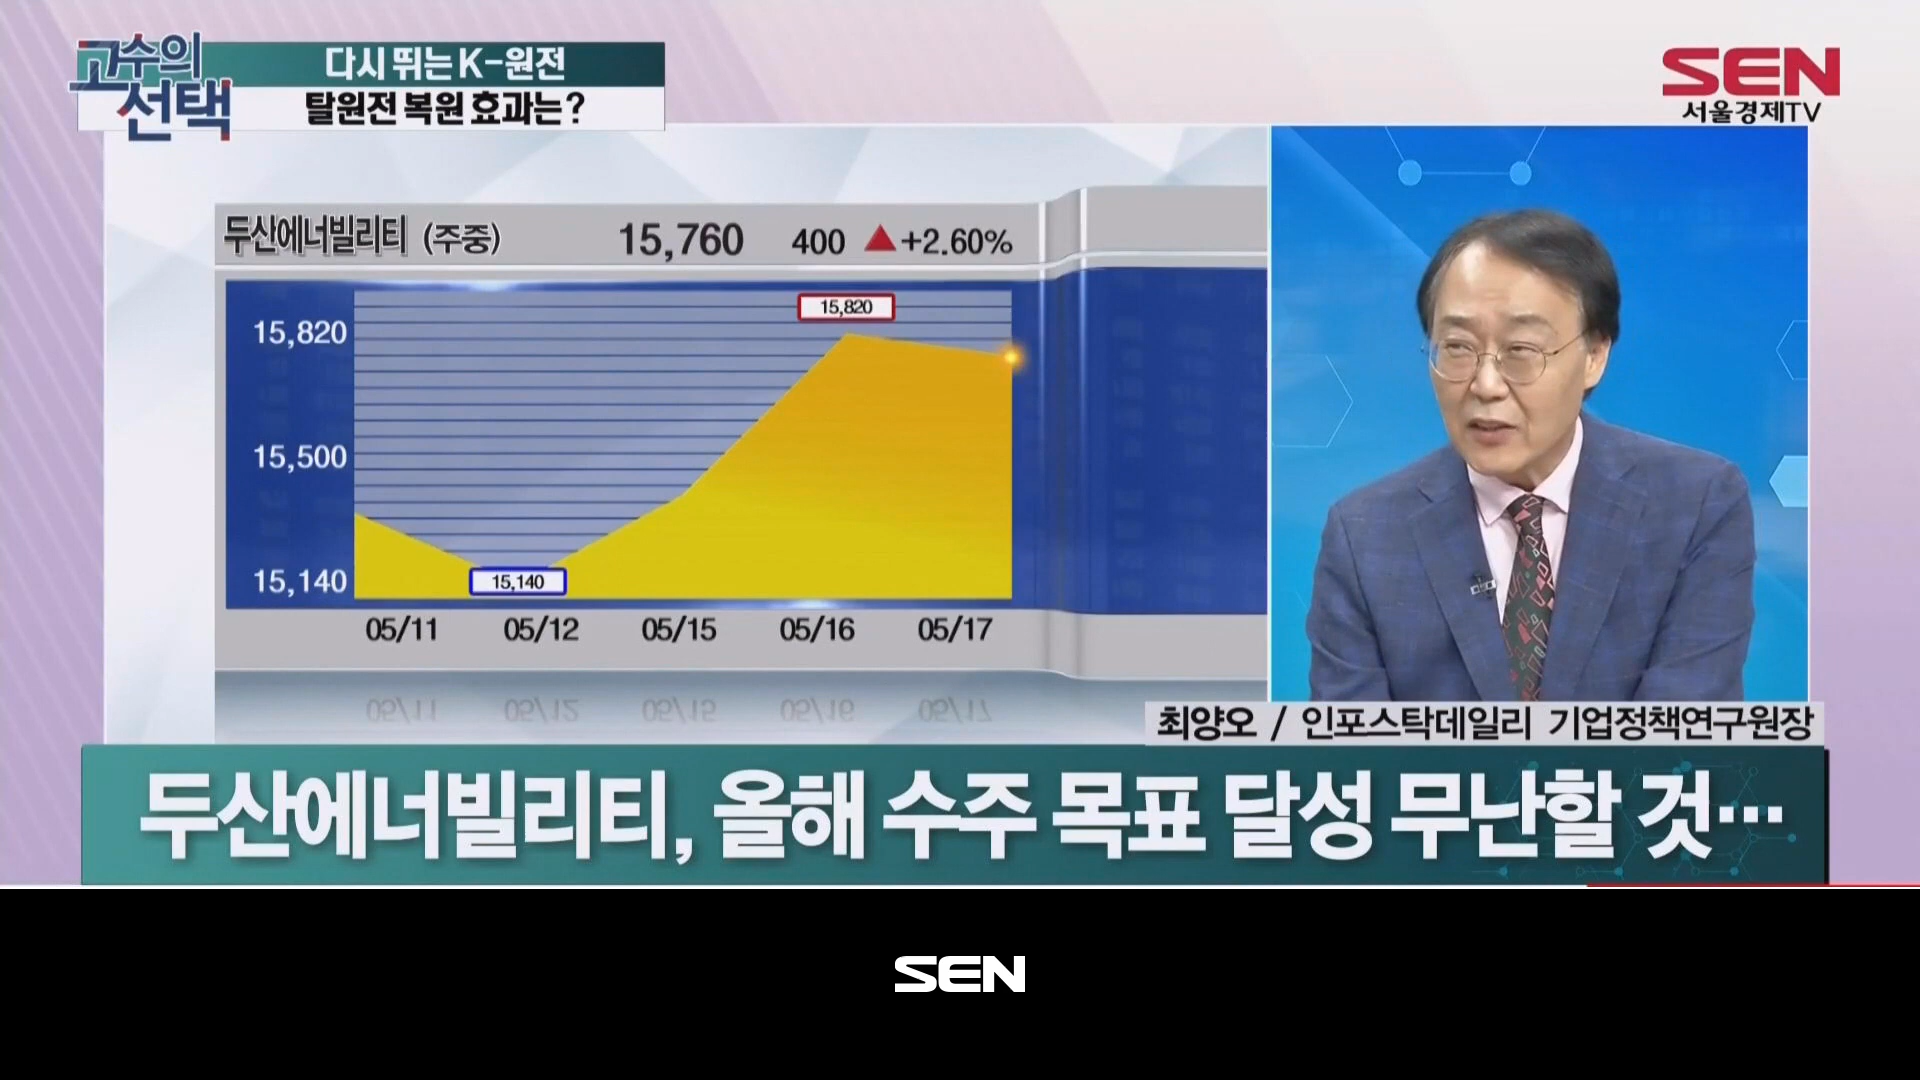 고수의
선택
다시 뛰는 K-원전
탈원전 복원 효과는?
SEN
서울경제TV
두산에너빌리티 (주중) 15,760 400 ▲+2.60%
15,820
15,820
15,500
15,140
15,140
05/11 05/12 05/15 05/16 05/17
최양오 / 인포스탁데일리 기업정책연구원장
두산에너빌리티, 올해 수주 목표 달성 무난할 것…
SEN